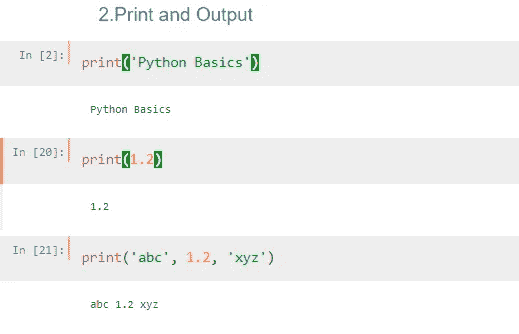 2.Print and Output
In [2]: print('Python Basics')
Python Basics
In [20]: print(1.2)
1.2
In [21]: print('abc', 1.2, 'xyz')
abc 1.2 xyz